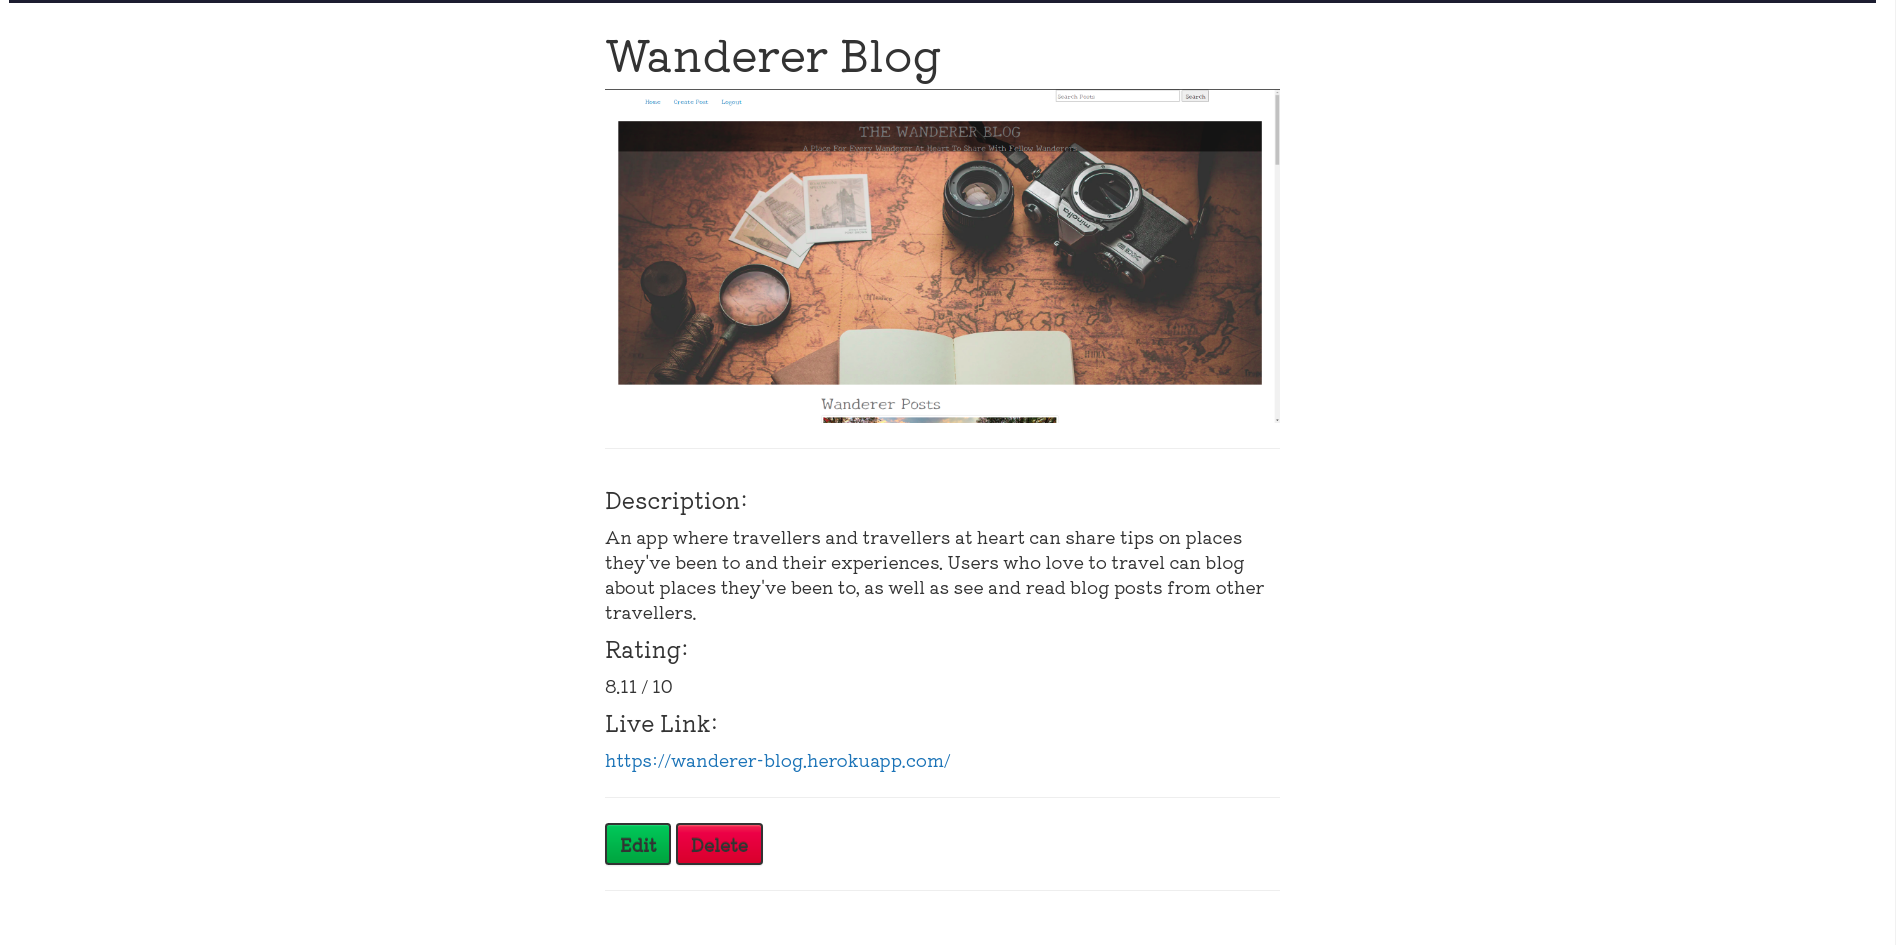 Wanderer Blog
Home Create Post Logout
Search Posts Search
THE WANDERER BLOG
A Place For Every Wanderer At Heart To Share With Fellow Wanderers
minolta
Wanderer Posts
Description:
An app where travellers and travellers at heart can share tips on places
they've been to and their experiences. Users who love to travel can blog
about places they've been to, as well as see and read blog posts from other
travellers.
Rating:
8.11 / 10
Live Link:
https://wanderer-blog.herokuapp.com/
Edit Delete